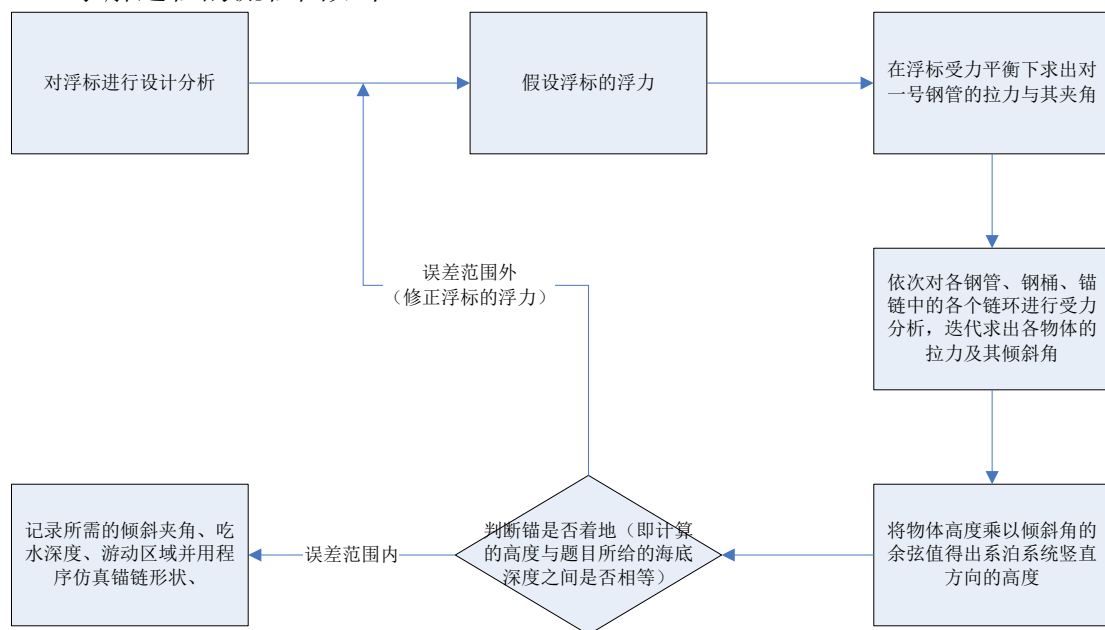 对浮标进行设计分析
假设浮标的浮力
在浮标受力平衡下求出对
一号钢管的拉力与其夹角
误差范围外
（修正浮标的浮力）
依次对各钢管、钢桶、锚
链中的各个链环进行受力
分析，迭代求出各物体的
拉力及其倾斜角
将物体高度乘以倾斜角的
余弦值得出系泊系统竖直
方向的高度
判断锚是否着地（即计算
的高度与题目所给的海底
深度之间是否相等）
误差范围内
记录所需的倾斜夹角、吃
水深度、游动区域并用程
序仿真锚链形状、